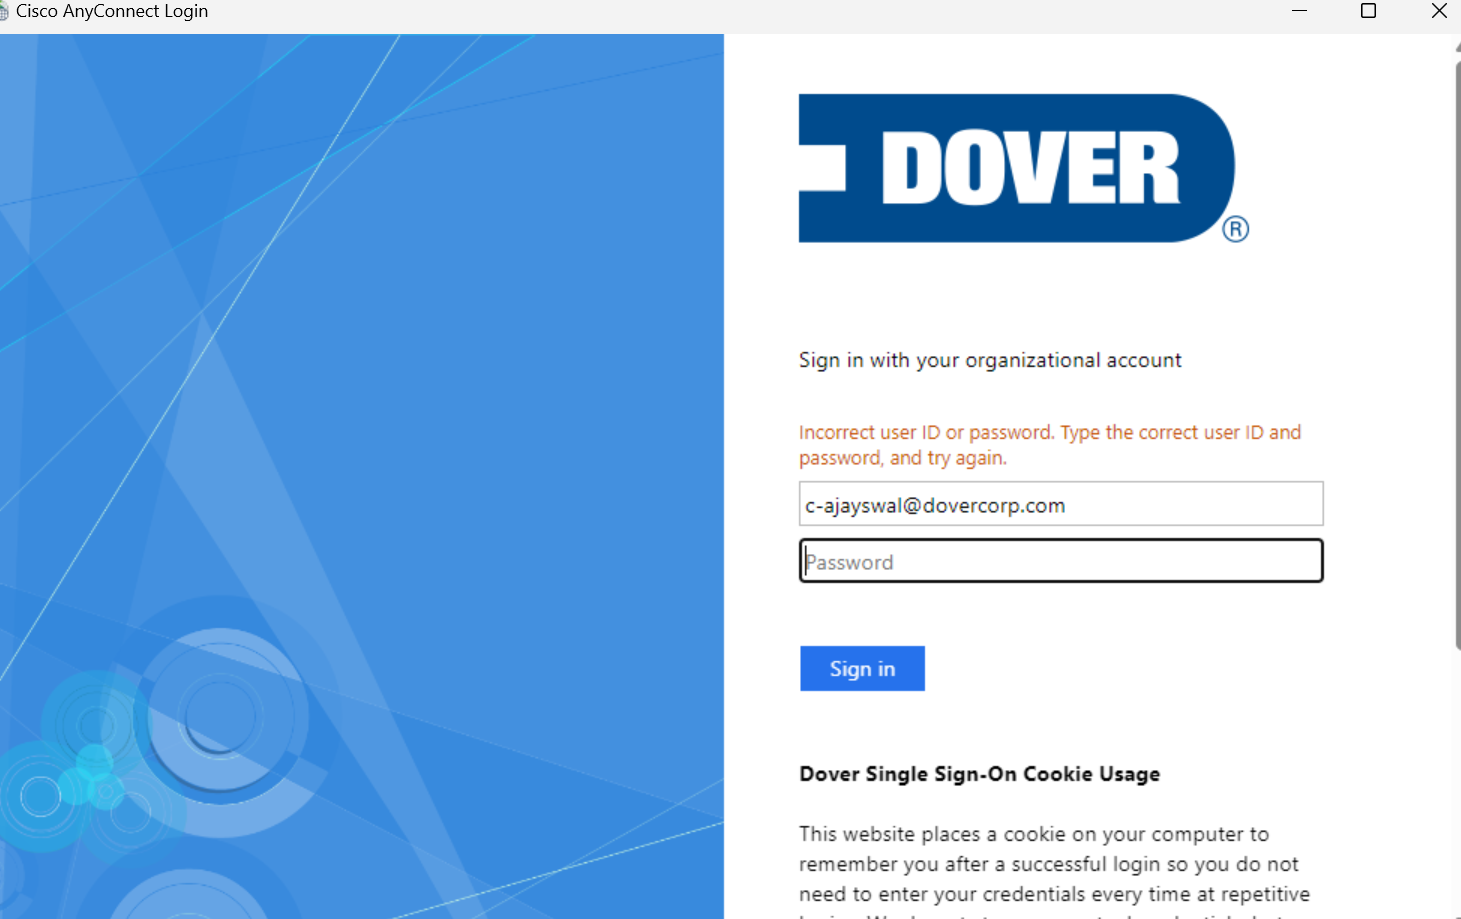 Cisco AnyConnect Login
DOVER
®
Sign in with your organizational account
Incorrect user ID or password. Type the correct user ID and
password, and try again.
c-ajayswal@dovercorp.com
Password
Sign in
Dover Single Sign-On Cookie Usage
This website places a cookie on your computer to
remember you after a successful login so you do not
need to enter your credentials every time at repetitive